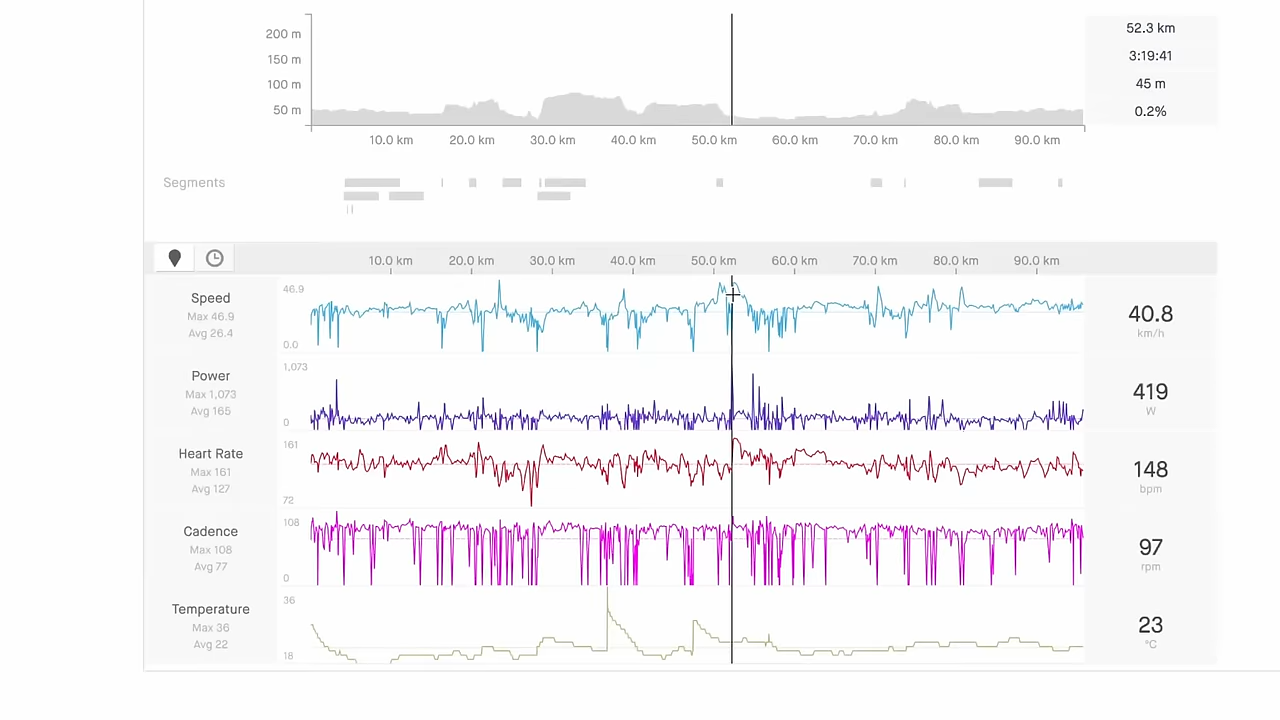 200 m
150 m
100 m
50 m
10.0 km 20.0 km 30.0 km 40.0 km 50.0 km 60.0 km 70.0 km 80.0 km 90.0 km
52.3 km
3:19:41
45 m
0.2%
Segments
10.0 km 20.0 km 30.0 km 40.0 km 50.0 km 60.0 km 70.0 km 80.0 km 90.0 km
Speed
Max 46.9
Avg 26.4
46.9
0.0
40.8
km/h
Power
Max 1,073
Avg 165
1,073
0
419
W
Heart Rate
Max 161
Avg 127
161
72
148
bpm
Cadence
Max 108
Avg 77
108
0
97
rpm
Temperature
Max 36
Avg 22
36
18
23
°C